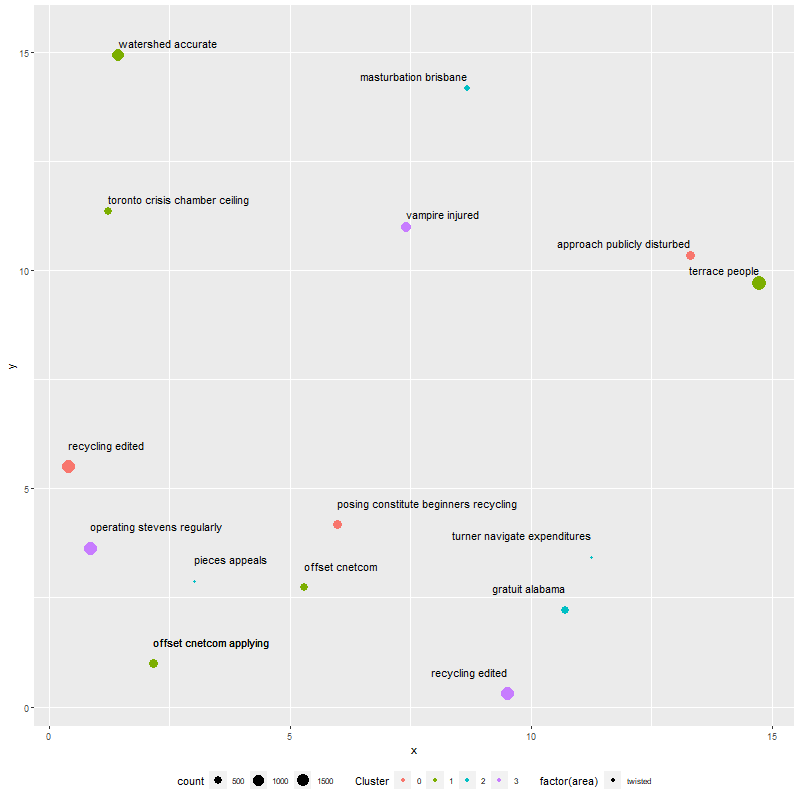 watershed accurate
masturbation brisbane
toronto crisis chamber ceiling
vampire injured
approach publicly disturbed
terrace people
recycling edited
posing constitute beginners recycling
operating stevens regularly
turner navigate expenditures
pieces appeals
offset cnetcom
gratuit alabama
offset cnetcom applying
recycling edited
15
10
5
0
y
0 5 10 15
x
count 500 1000 1500 Cluster 0 1 2 3 factor(area) twisted